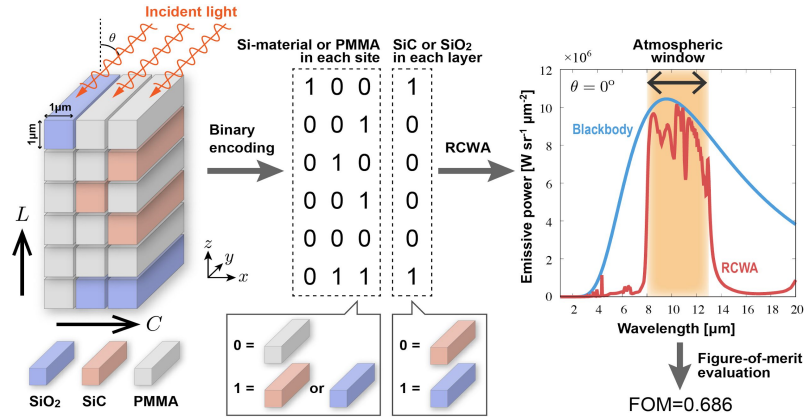 Incident light
θ
1μm
1μm
L
C
z
y
x
SiO₂ SiC PMMA
Binary
encoding
Si-material or PMMA
in each site
SiC or SiO₂
in each layer
1 0 0 1
0 0 1 0
0 1 0 0
0 0 1 0
0 0 0 0
0 1 1 1
0 =
1 = or
0 =
1 =
RCWA
Atmospheric
window
×10⁶
θ = 0°
Blackbody
RCWA
Emissive power [W sr⁻¹ μm⁻²]
12
10
8
6
4
2
0
2 4 6 8 10 12 14 16 18 20
Wavelength [μm]
Figure-of-merit
evaluation
FOM=0.686